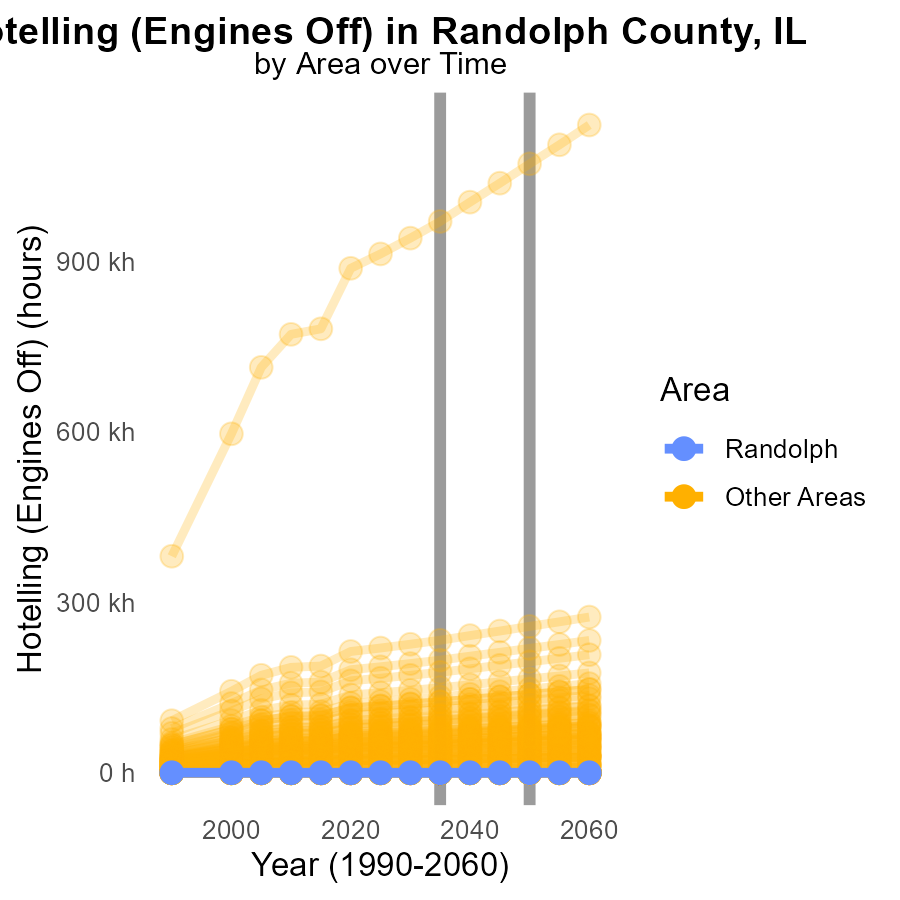 otelling (Engines Off) in Randolph County, IL
by Area over Time
Hotelling (Engines Off) (hours)
900 kh
600 kh
300 kh
0 h
2000 2020 2040 2060
Year (1990-2060)
Area
Randolph
Other Areas